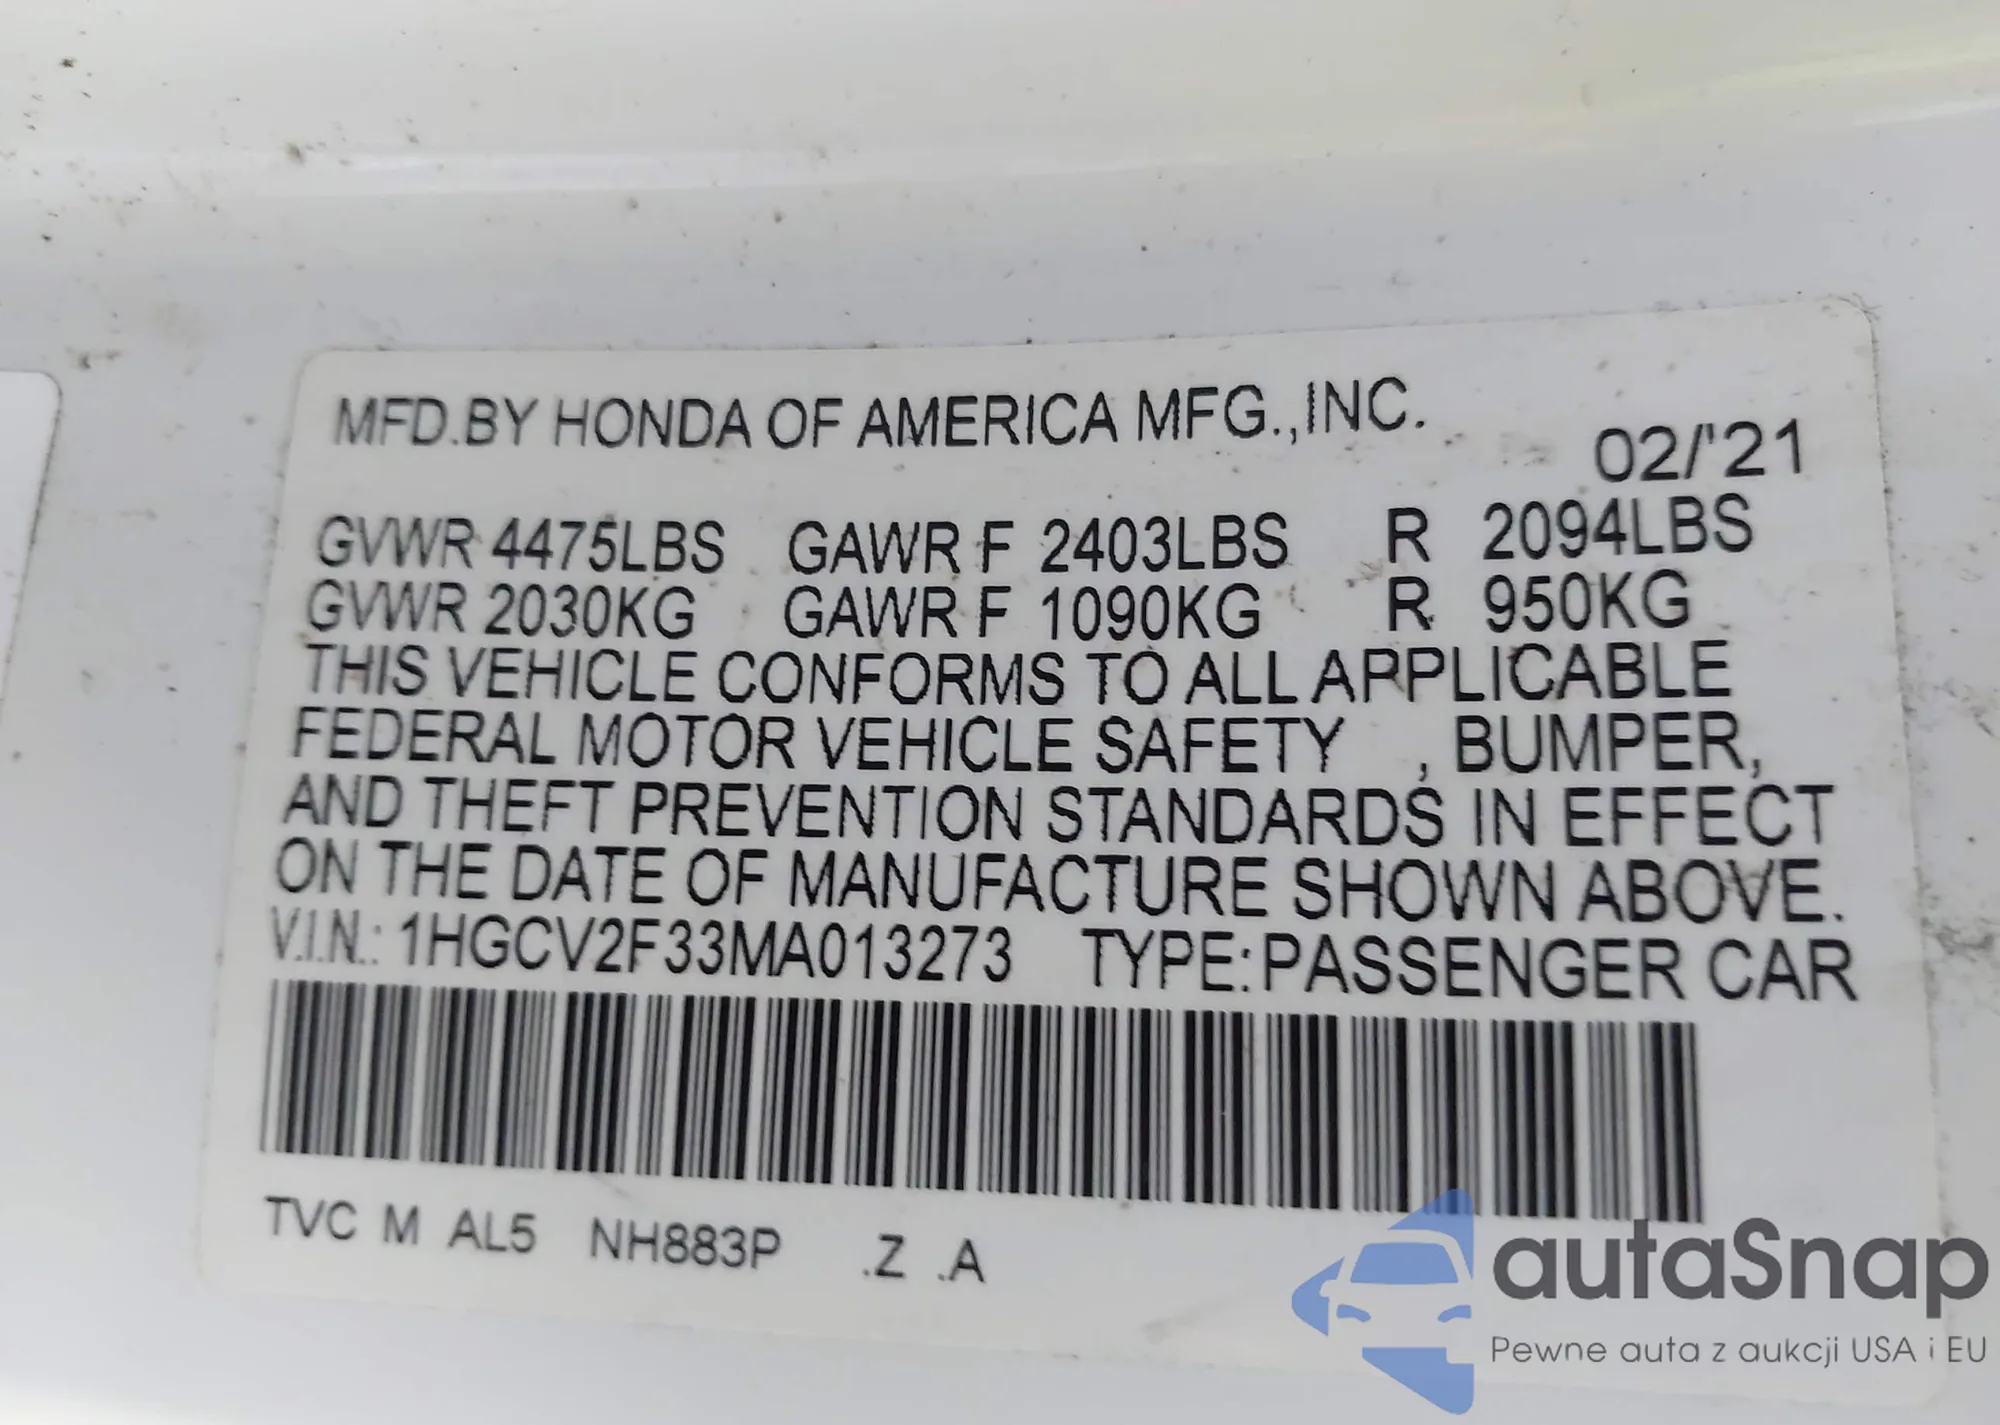 MFD.BY HONDA OF AMERICA MFG.,INC.
02/'21
GVWR 4475LBS GAWR F 2403LBS R 2094LBS
GVWR 2030KG GAWR F 1090KG R 950KG
THIS VEHICLE CONFORMS TO ALL APPLICABLE
FEDERAL MOTOR VEHICLE SAFETY , BUMPER,
AND THEFT PREVENTION STANDARDS IN EFFECT
ON THE DATE OF MANUFACTURE SHOWN ABOVE.
V.I.N.: 1HGCV2F33MA013273 TYPE:PASSENGER CAR
TVC M AL5 NH883P .Z .A
autaSnap
Pewne auta z aukcji USA i EU